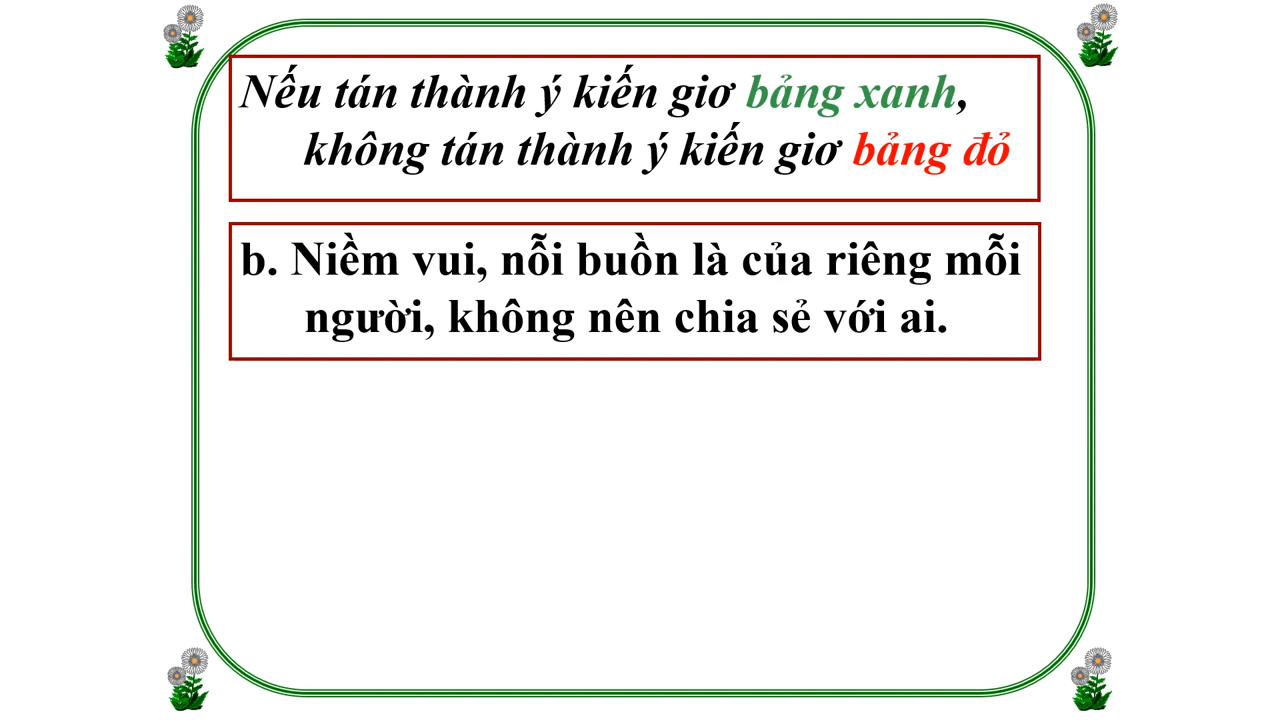 Nếu tán thành ý kiến giơ bảng xanh,
không tán thành ý kiến giơ bảng đỏ
b. Niềm vui, nỗi buồn là của riêng mỗi
người, không nên chia sẻ với ai.